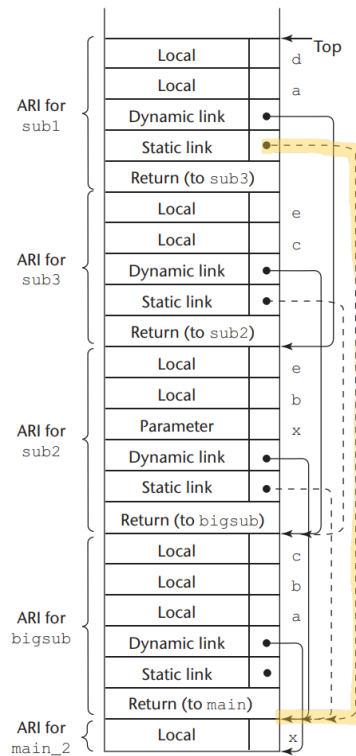 Top
Local d
Local a
ARI for
sub1
Dynamic link
Static link
Return (to sub3)
Local e
Local c
ARI for
sub3
Dynamic link
Static link
Return (to sub2)
Local e
Local b
ARI for
sub2
Parameter x
Dynamic link
Static link
Return (to bigsub)
Local c
Local b
Local a
ARI for
bigsub
Dynamic link
Static link
Return (to main)
ARI for
main_2
Local x